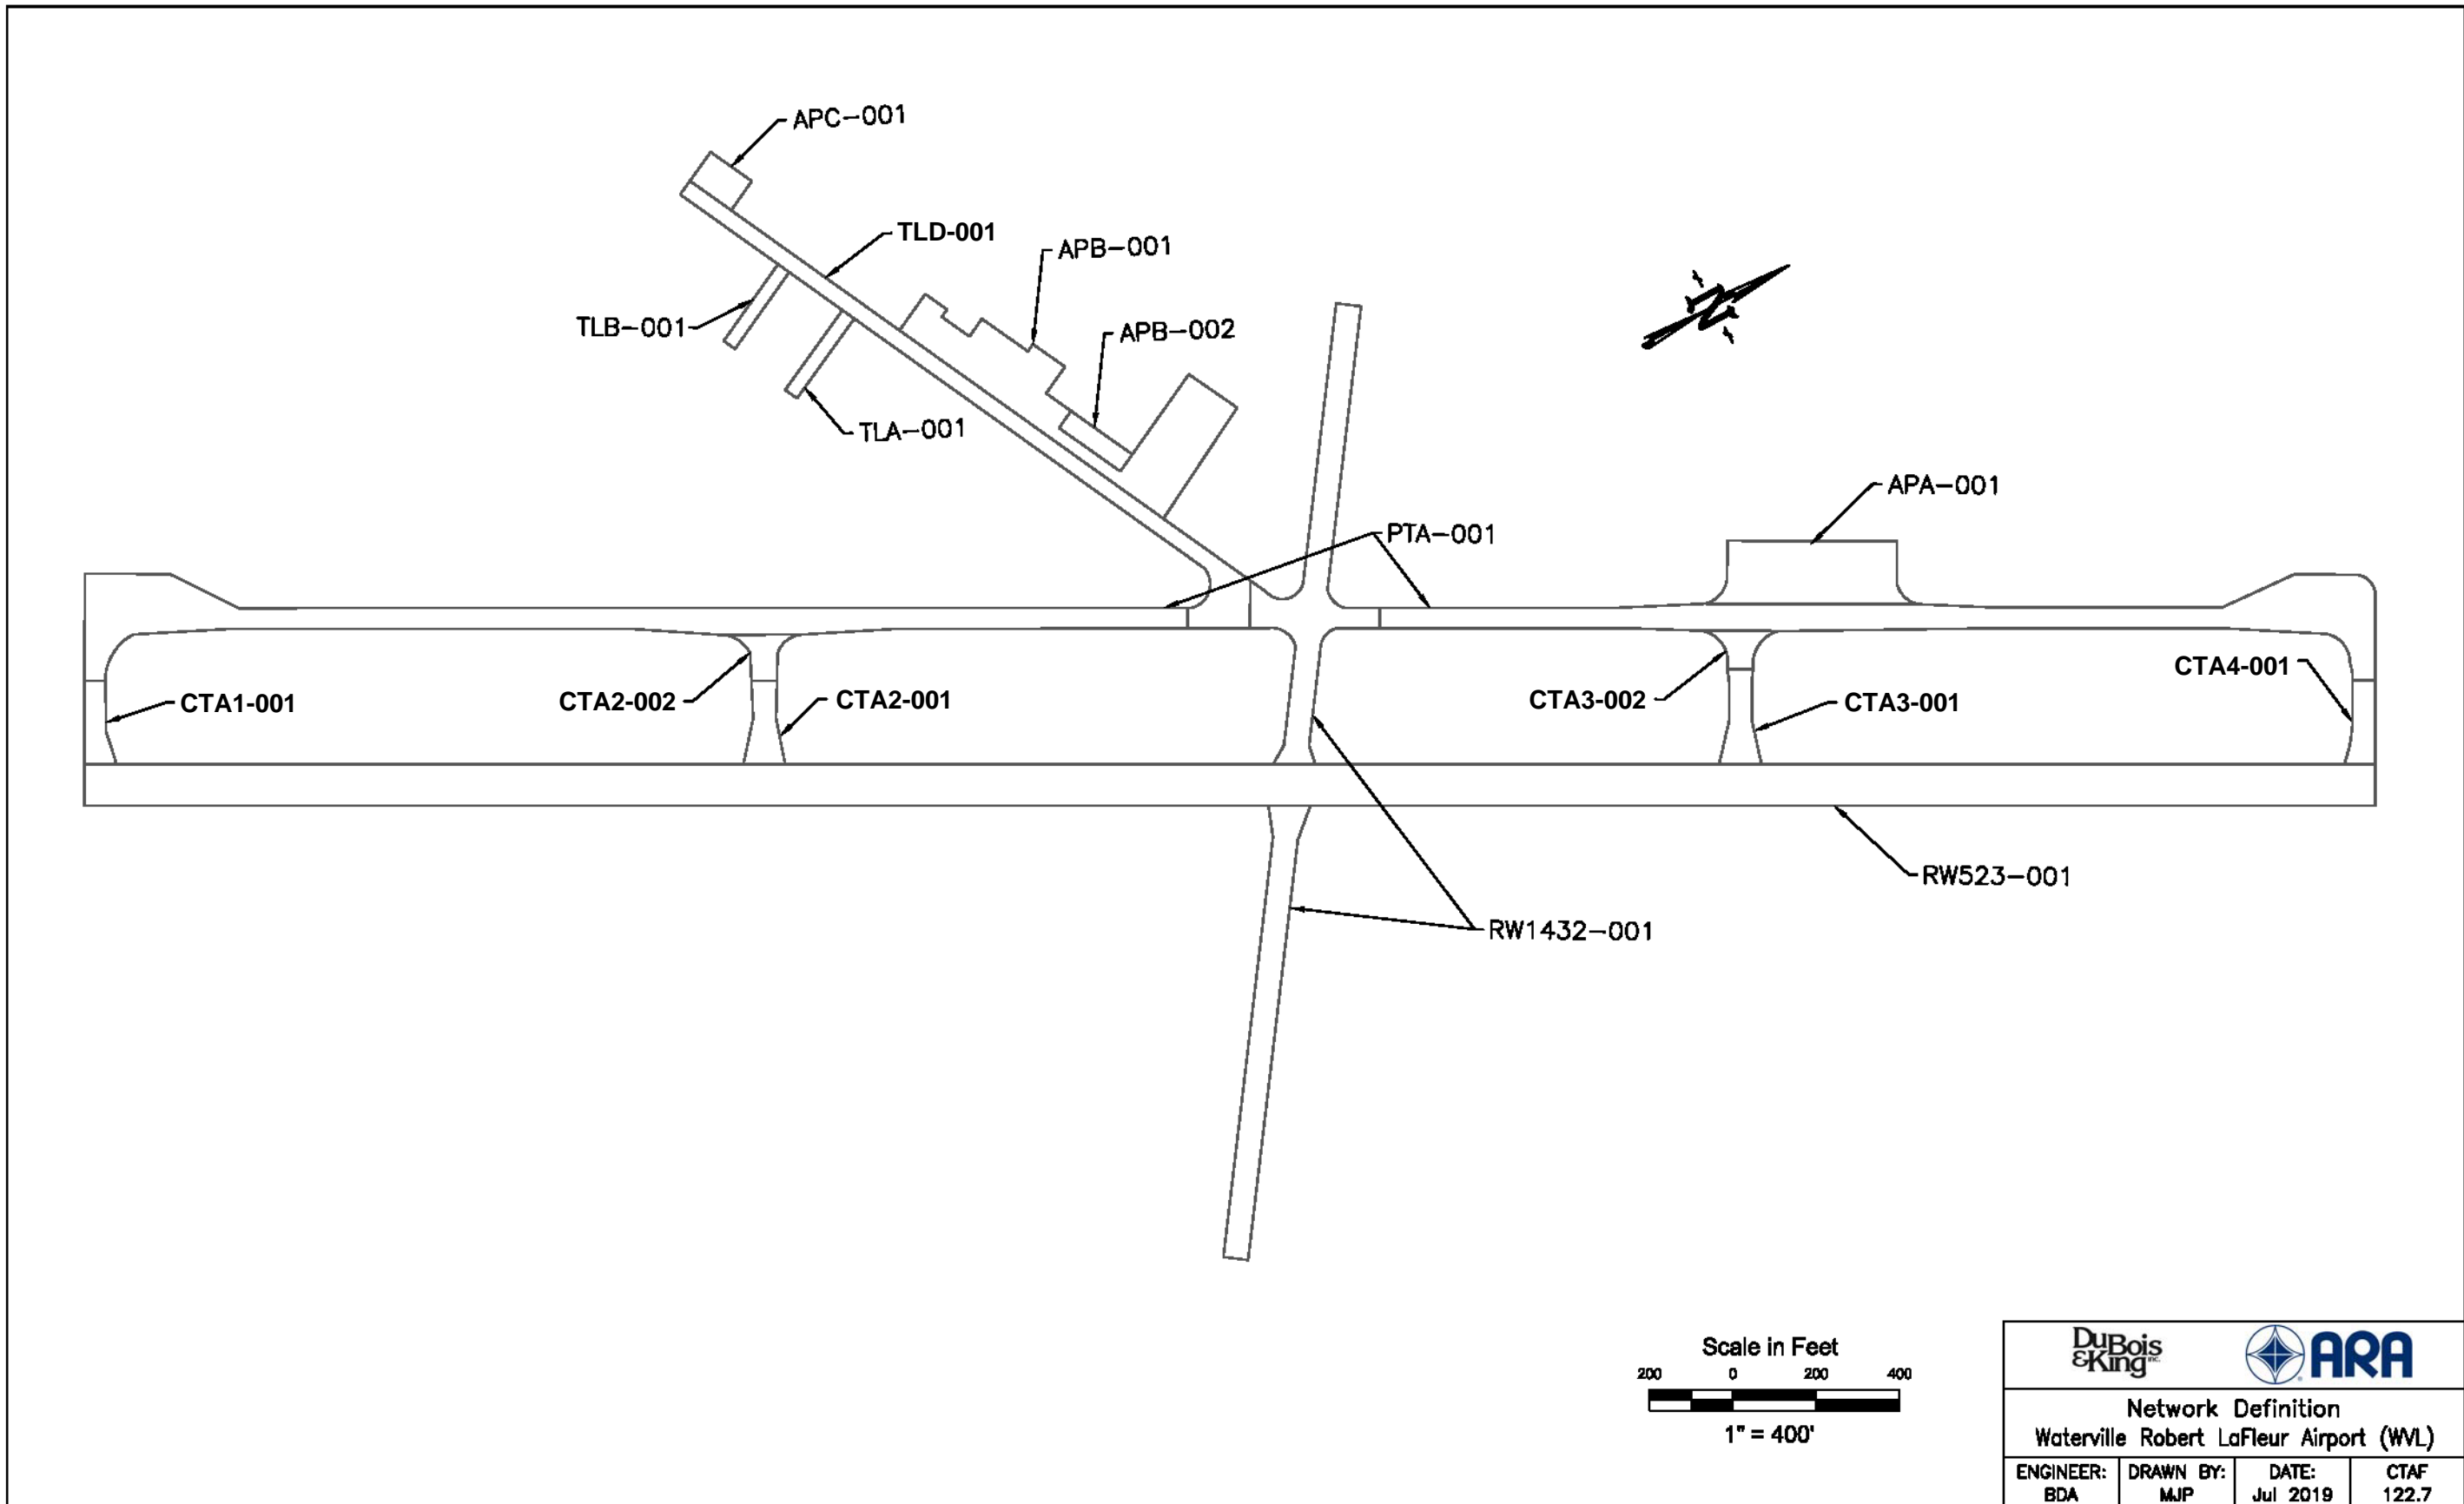 APC-001
TLD-001
APB-001
TLB-001
APB-002
TLA-001
N
APA-001
PTA-001
CTA1-001
CTA2-002
CTA2-001
CTA3-002
CTA3-001
CTA4-001
RW523-001
RW1432-001
Scale in Feet
200 0 200 400
1" = 400'
DuBois
&King inc.
ARA
Network Definition
Waterville Robert LaFleur Airport (WVL)
ENGINEER: DRAWN BY: DATE: CTAF
BDA MJP Jul 2019 122.7